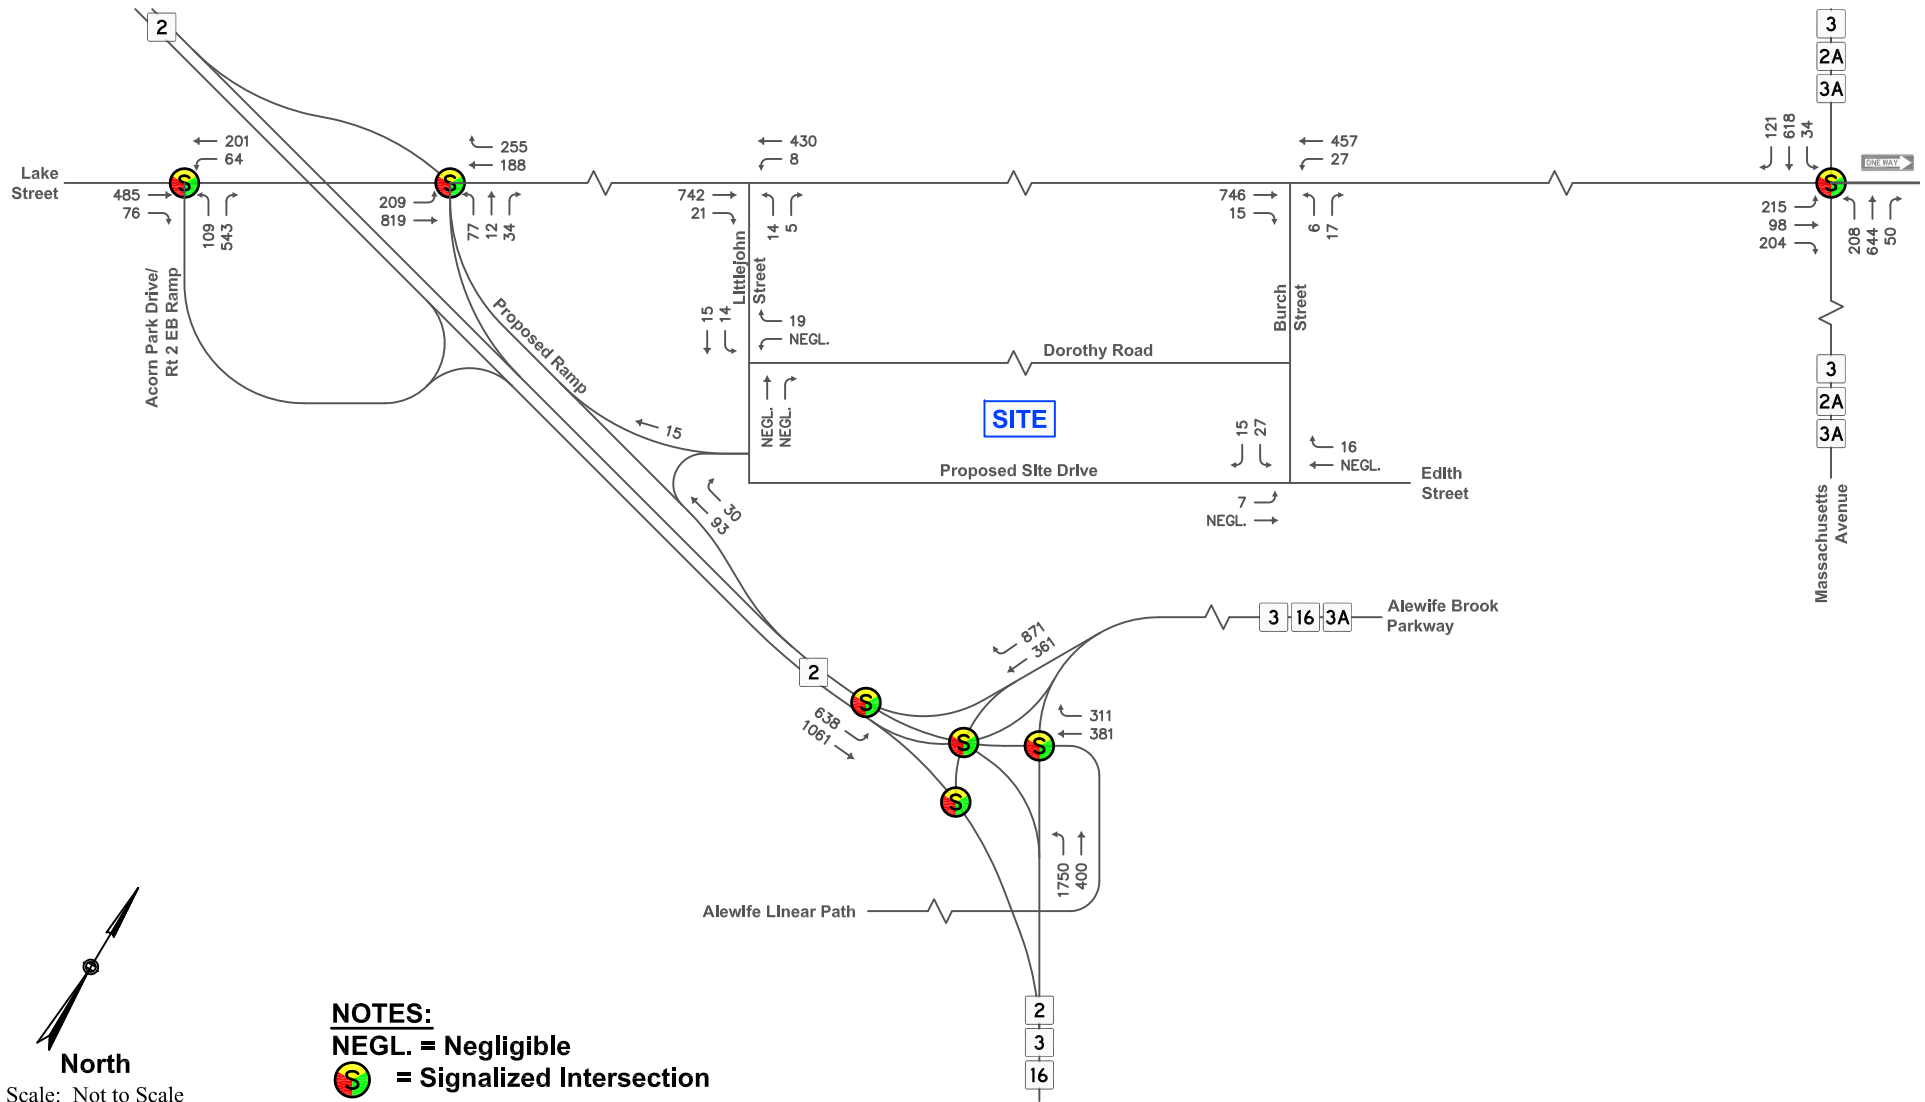 2
3
2A
3A
121
618
34
201
64
255
188
430
8
457
27
ONE WAY
Lake
Street
485
76
109
543
209
819
77
12
34
742
21
14
5
746
15
6
17
215
98
204
208
644
50
Acorn Park Drive/
Rt 2 EB Ramp
Proposed Ramp
Littlejohn
Street
15
14
19
NEGL.
Burch
Street
Dorothy Road
3
2A
3A
SITE
NEGL.
NEGL.
15
15
27
16
NEGL.
Proposed Site Drive
Edith
Street
7
NEGL.
30
93
Massachusetts
Avenue
3
16
3A
Alewife Brook
Parkway
871
361
2
638
1061
311
381
S
S
S
S
S
S
S
1750
400
Alewife Linear Path
2
3
16
North
Scale: Not to Scale
NOTES:
NEGL. = Negligible
S = Signalized Intersection